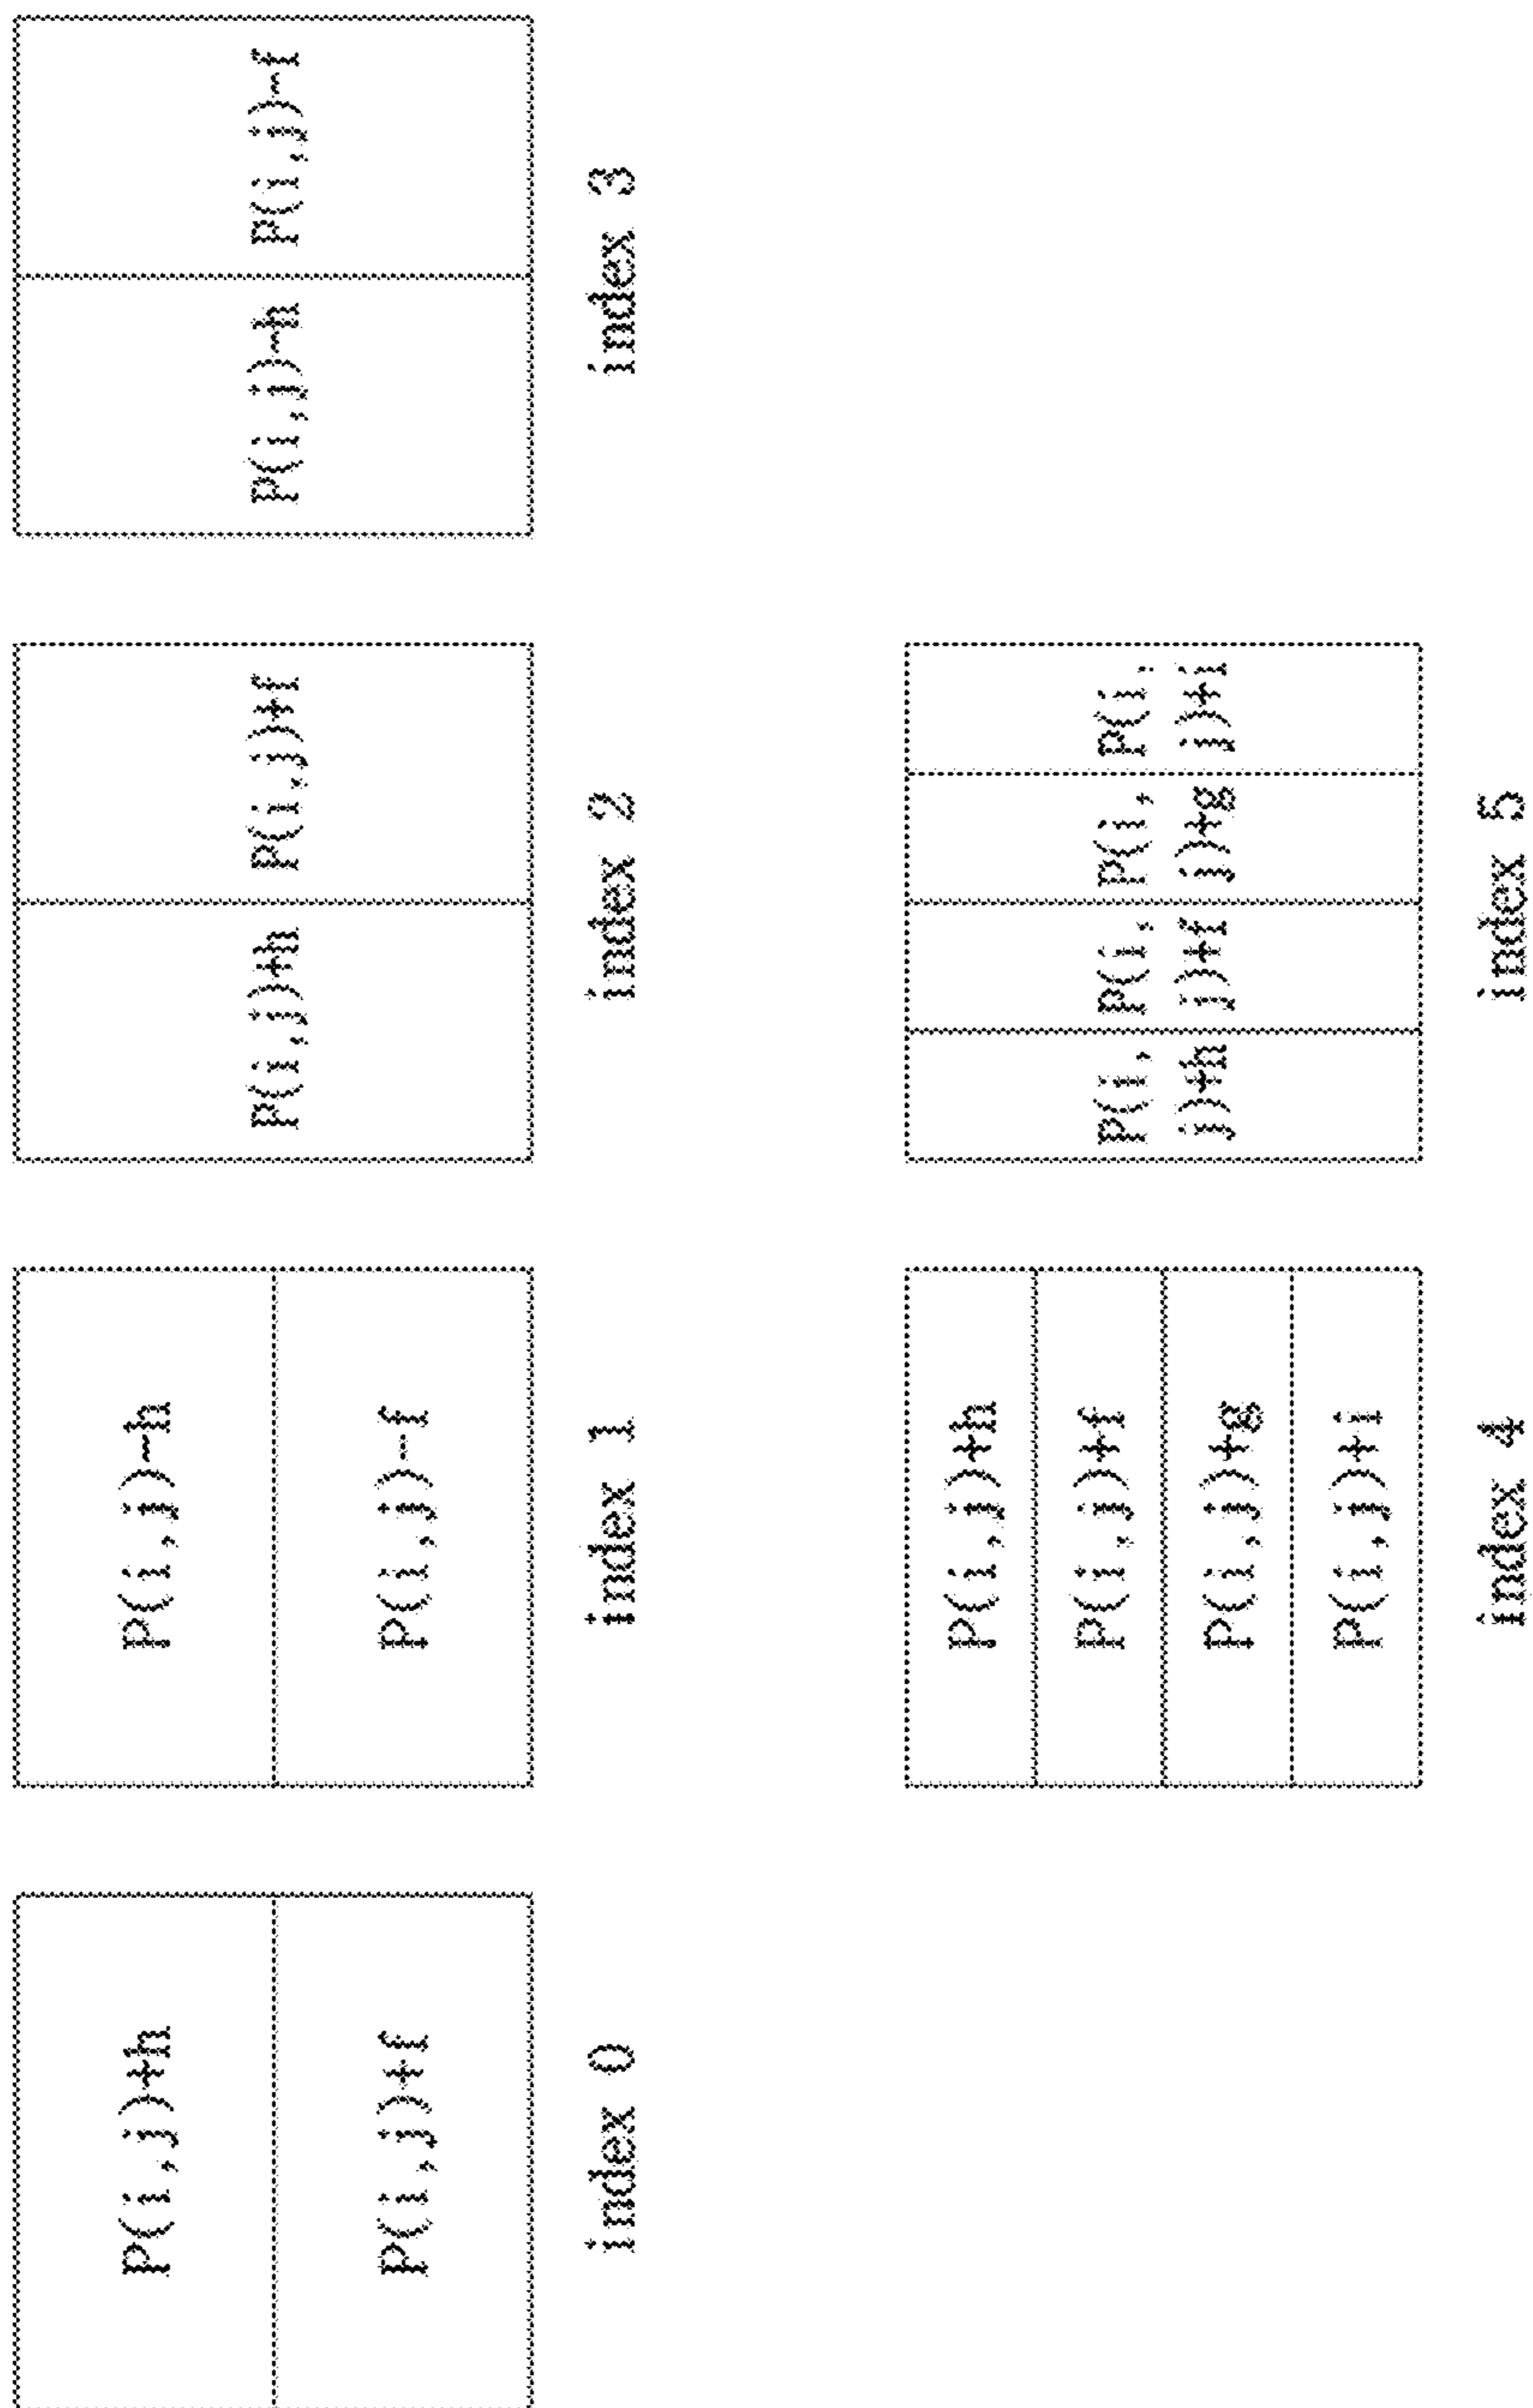 P(i,j)+h
P(i,j)+f
index 0
P(i,j)-h
P(i,j)-f
index 1
P(i,j)+h
P(i,j)+f
index 2
P(i,j)-h
P(i,j)-f
index 3
P(i,j)+h
P(i,j)+f
P(i,j)+g
P(i,j)+i
index 4
P(i,
j)+h
P(i,
j)+f
P(i,
j)+g
P(i,
j)+i
index 5